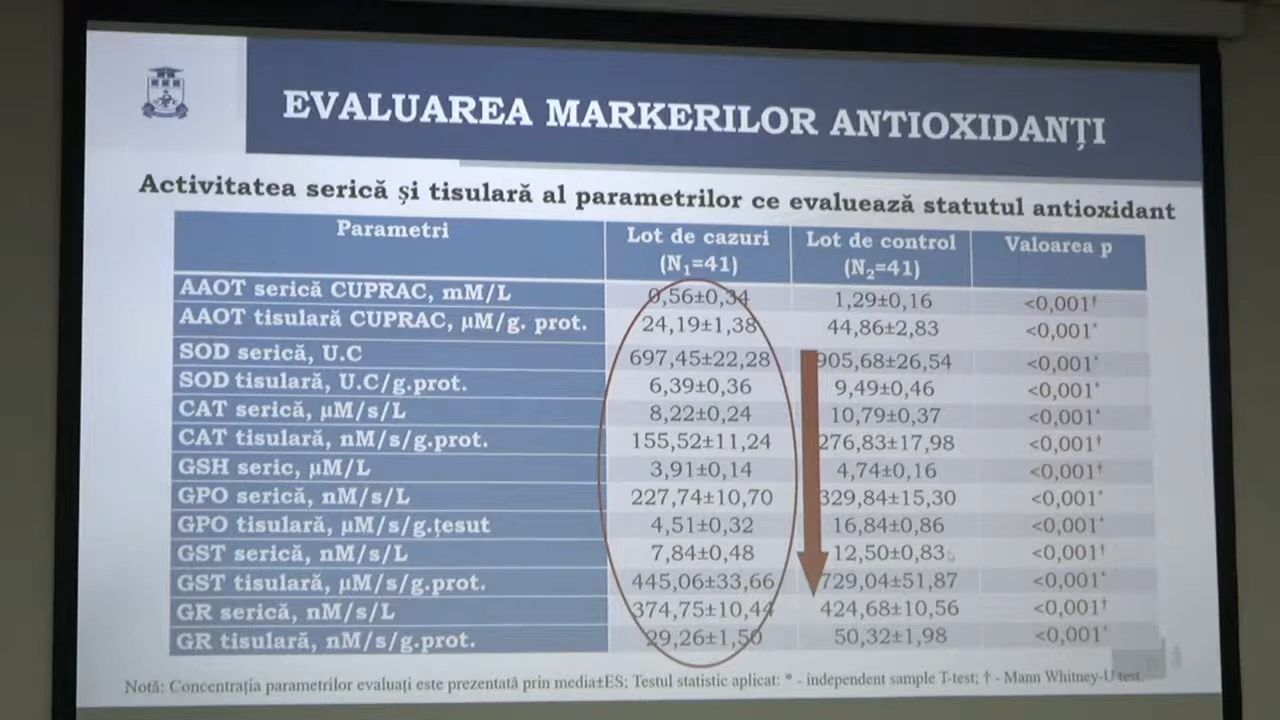 EVALUAREA MARKERILOR ANTIOXIDANȚI
Activitatea serică și tisulară al parametrilor ce evaluează statutul antioxidant
Parametri Lot de cazuri (N₁=41) Lot de control (N₂=41) Valoarea p
AAOT serică CUPRAC, mM/L 0,56±0,34 1,29±0,16 <0,001†
AAOT tisulară CUPRAC, µM/g. prot. 24,19±1,38 44,86±2,83 <0,001*
SOD serică, U.C 697,45±22,28 905,68±26,54 <0,001*
SOD tisulară, U.C/g.prot. 6,39±0,36 9,49±0,46 <0,001*
CAT serică, µM/s/L 8,22±0,24 10,79±0,37 <0,001*
CAT tisulară, nM/s/g.prot. 155,52±11,24 276,83±17,98 <0,001†
GSH seric, µM/L 3,91±0,14 4,74±0,16 <0,001†
GPO serică, nM/s/L 227,74±10,70 329,84±15,30 <0,001*
GPO tisulară, µM/s/g.țesut 4,51±0,32 16,84±0,86 <0,001*
GST serică, nM/s/L 7,84±0,48 12,50±0,83 <0,001†
GST tisulară, µM/s/g.prot. 445,06±33,66 729,04±51,87 <0,001*
GR serică, nM/s/L 374,75±10,44 424,68±10,56 <0,001†
GR tisulară, nM/s/g.prot. 29,26±1,50 50,32±1,98 <0,001*
Notă: Concentrația parametrilor evaluați este prezentată prin media±ES; Testul statistic aplicat: * - independent sample T-test; † - Mann Whitney-U test.